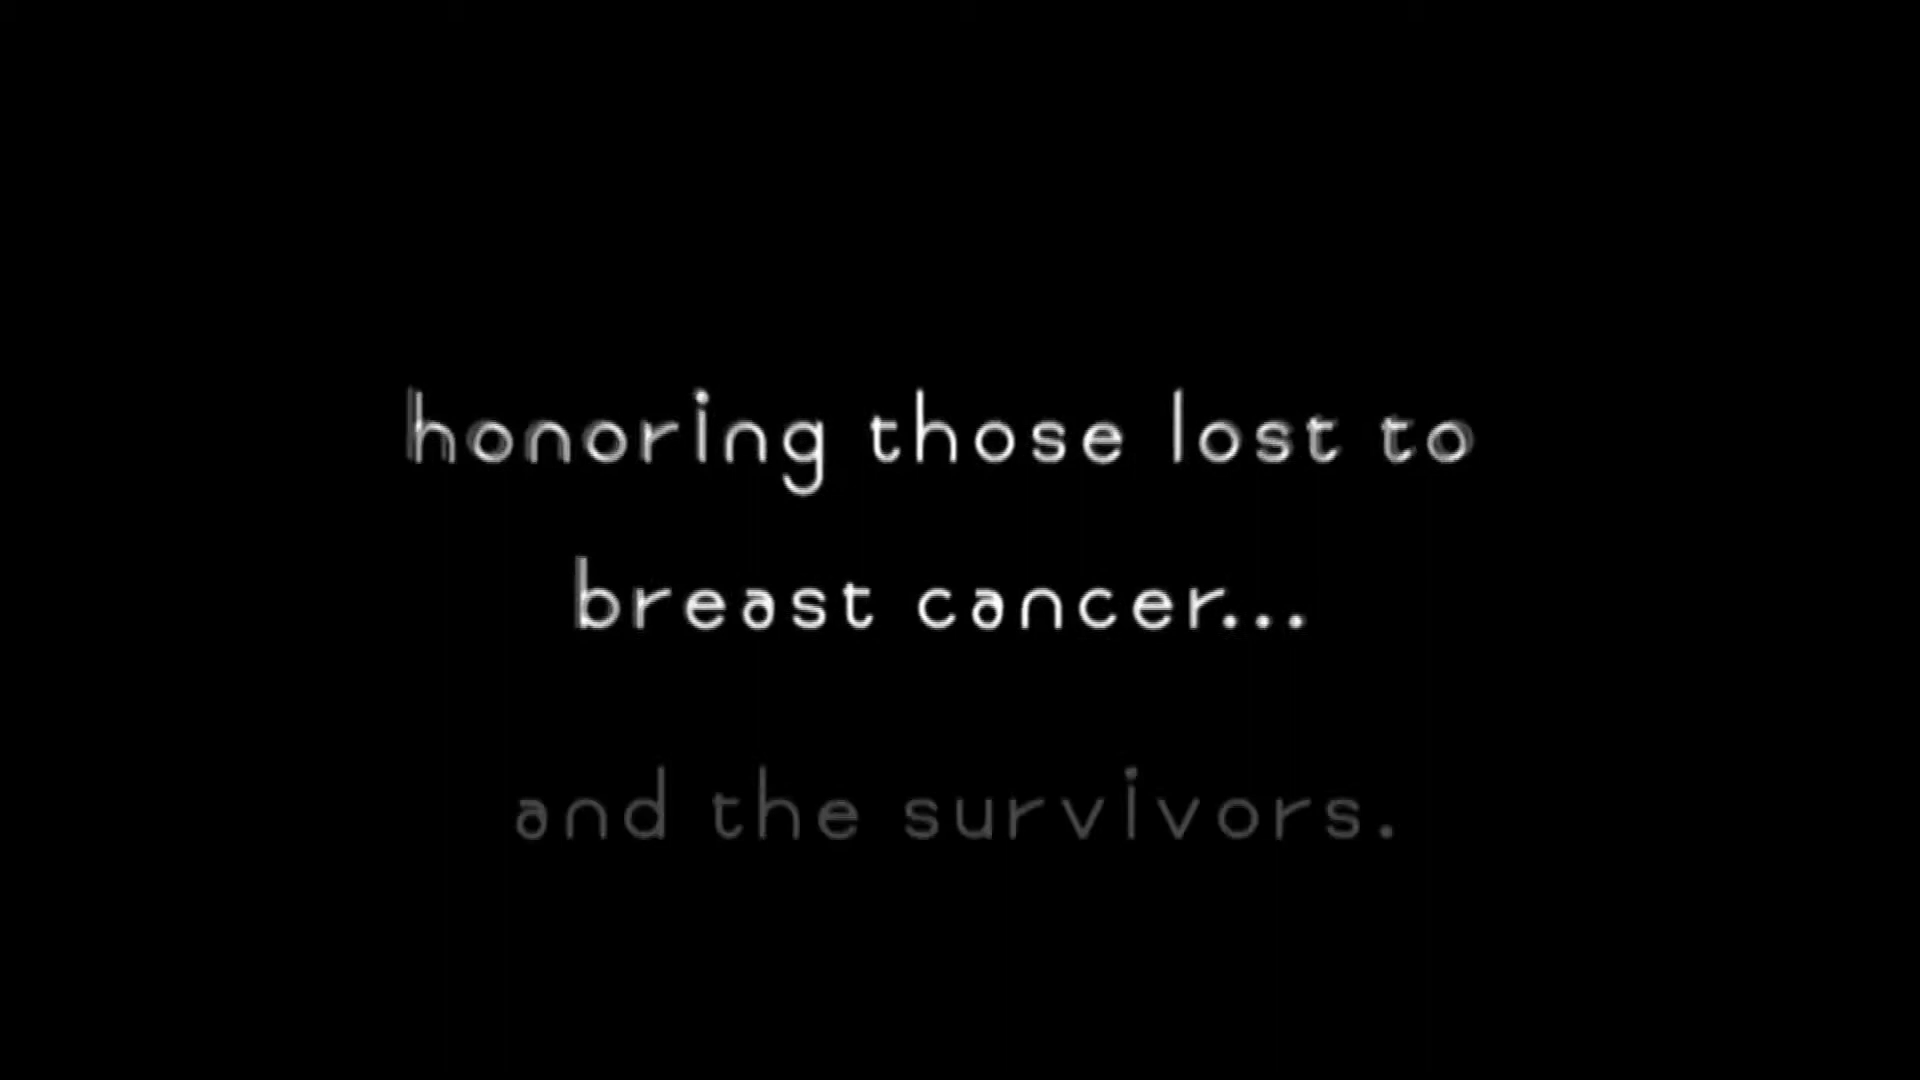 honoring those lost to
breast cancer...
and the survivors.